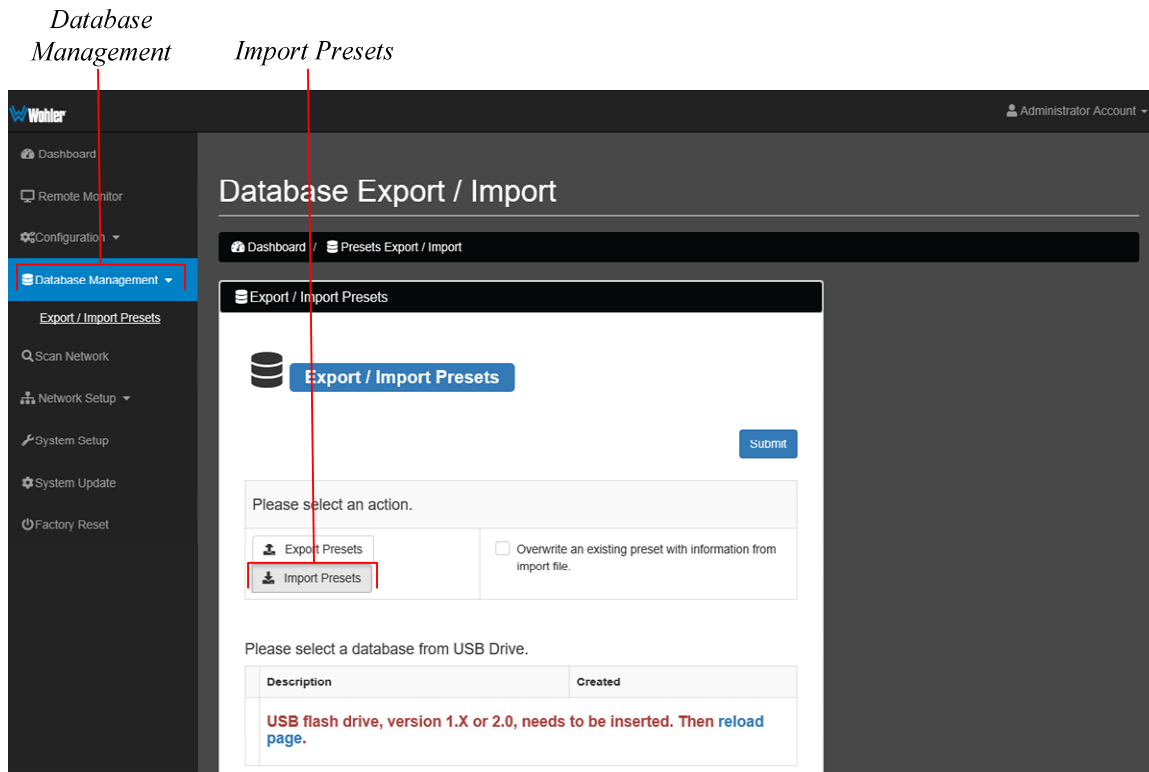 Database
Management
Import Presets
Wohler
Administrator Account
Dashboard
Remote Monitor
Configuration
Database Management
Export / Import Presets
Scan Network
Network Setup
System Setup
System Update
Factory Reset
Database Export / Import
Dashboard / Presets Export / Import
Export / Import Presets
Export / Import Presets
Submit
Please select an action.
Export Presets
Import Presets
Overwrite an existing preset with information from
import file.
Please select a database from USB Drive.
Description Created
USB flash drive, version 1.X or 2.0, needs to be inserted. Then reload
page.